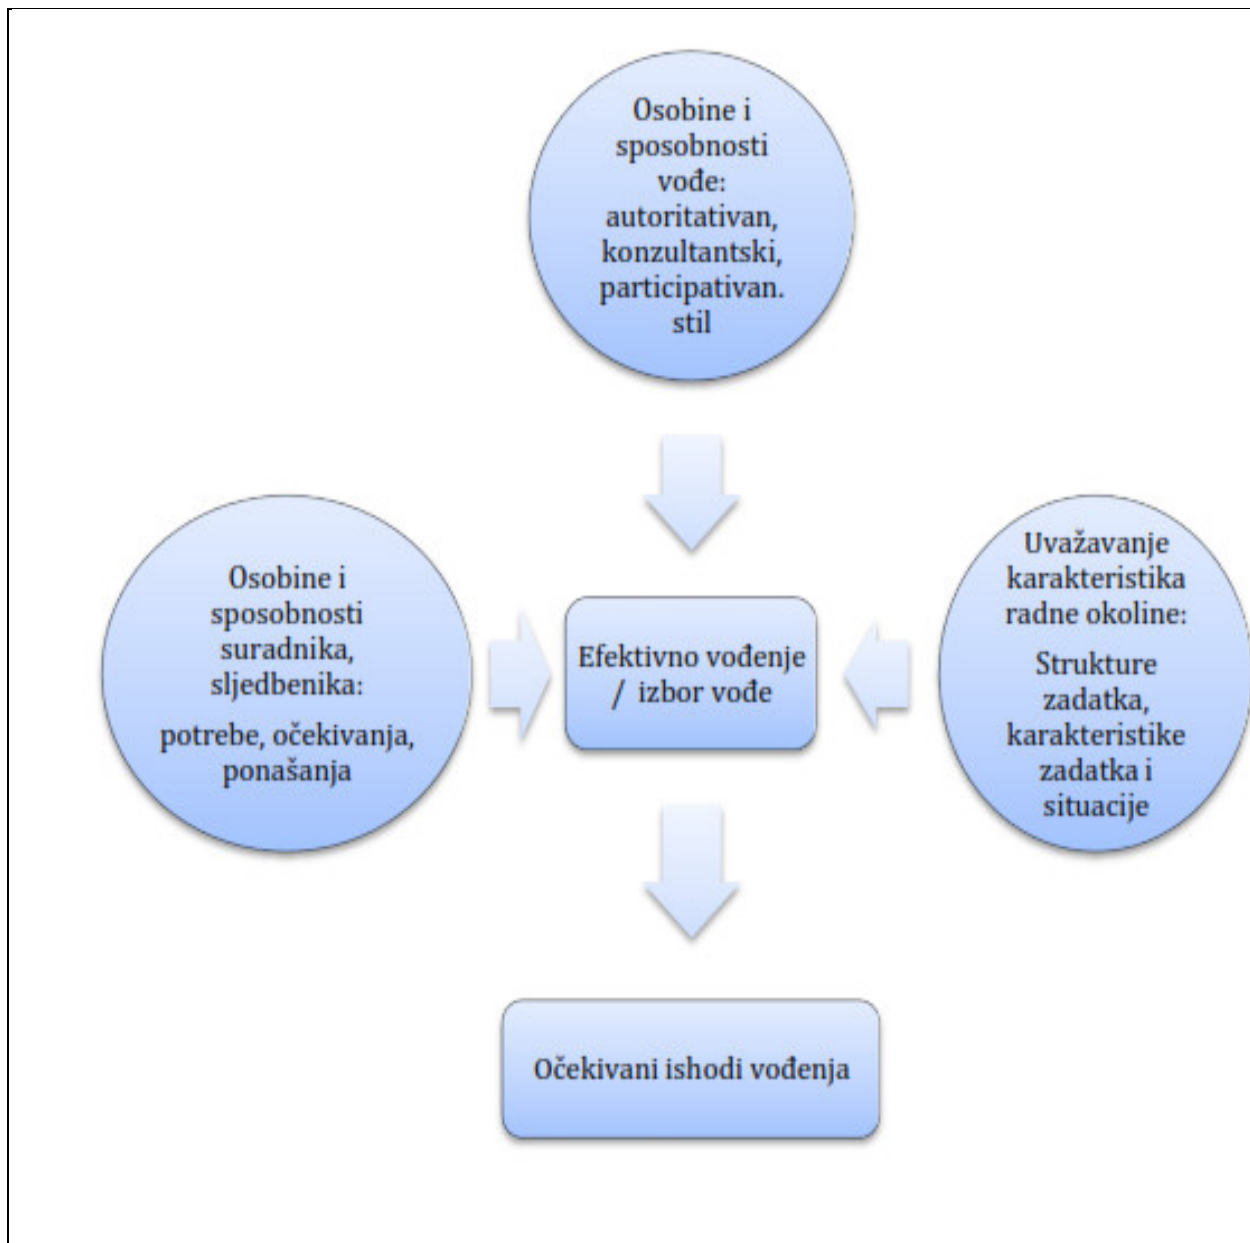 Osobine i
sposobnosti
vođe:
autoritativan,
konzultantski,
participativan.
stil
Osobine i
sposobnosti
suradnika,
sljedbenika:
potrebe, očekivanja,
ponašanja
Efektivno vođenje
/ izbor vođe
Uvažavanje
karakteristika
radne okoline:
Strukture
zadatka,
karakteristike
zadatka i
situacije
Očekivani ishodi vođenja